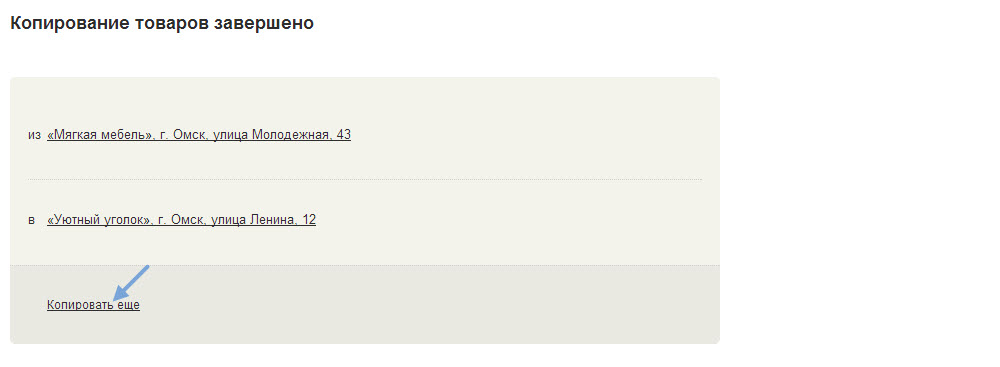 Копирование товаров завершено
из «Мягкая мебель», г. Омск, улица Молодежная, 43
в «Уютный уголок», г. Омск, улица Ленина, 12
Копировать еще